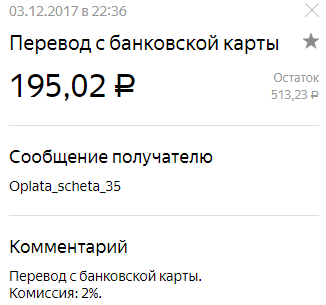 03.12.2017 в 22:36
Перевод с банковской карты
195,02 ₽
Остаток
513,23 ₽
Сообщение получателю
Oplata_scheta_35
Комментарий
Перевод с банковской карты.
Комиссия: 2%.